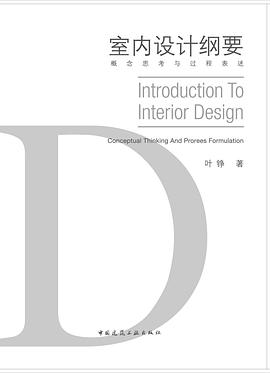 室内设计纲要
概念思考与过程表述
Introduction To
Interior Design
Conceptual Thinking And Prorees Formulation
叶铮 著
D
中国建筑工业出版社